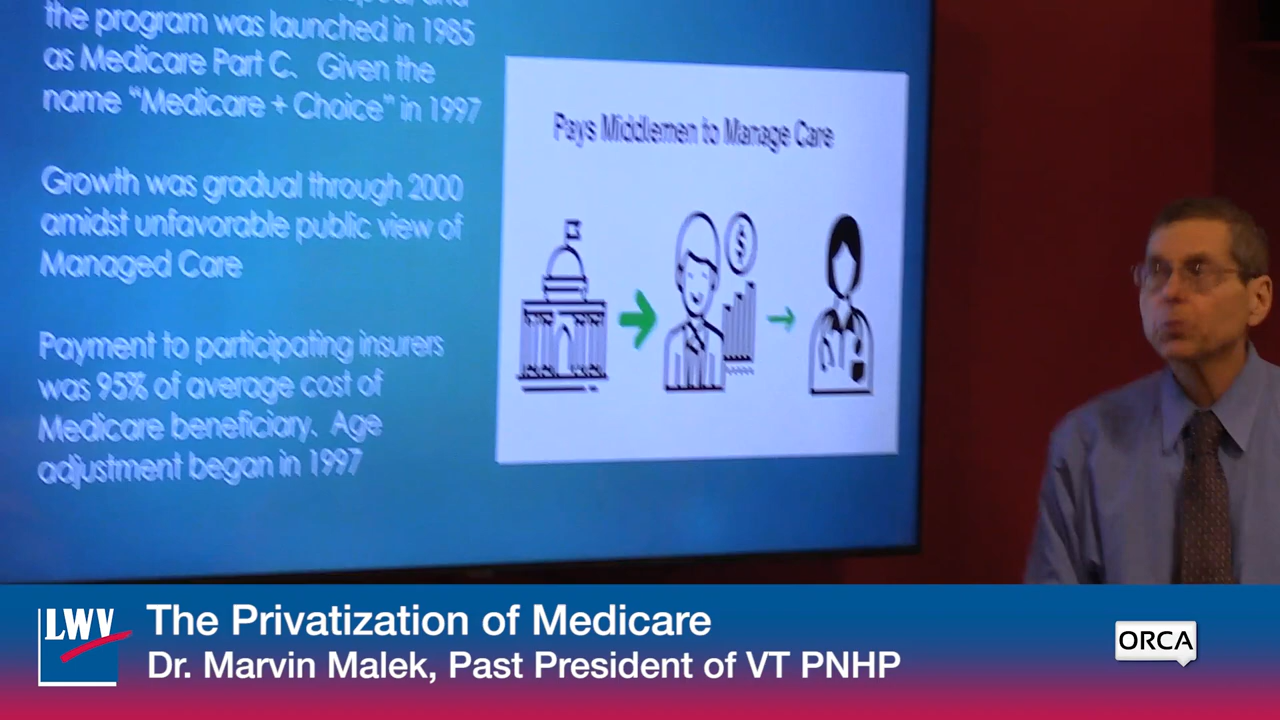 the program was launched in 1985
as Medicare Part C. Given the
name “Medicare + Choice” in 1997
Growth was gradual through 2000
amidst unfavorable public view of
Managed Care
Payment to participating insurers
was 95% of average cost of
Medicare beneficiary. Age
adjustment began in 1997
Pays Middlemen to Manage Care
$
LWV
The Privatization of Medicare
Dr. Marvin Malek, Past President of VT PNHP
ORCA